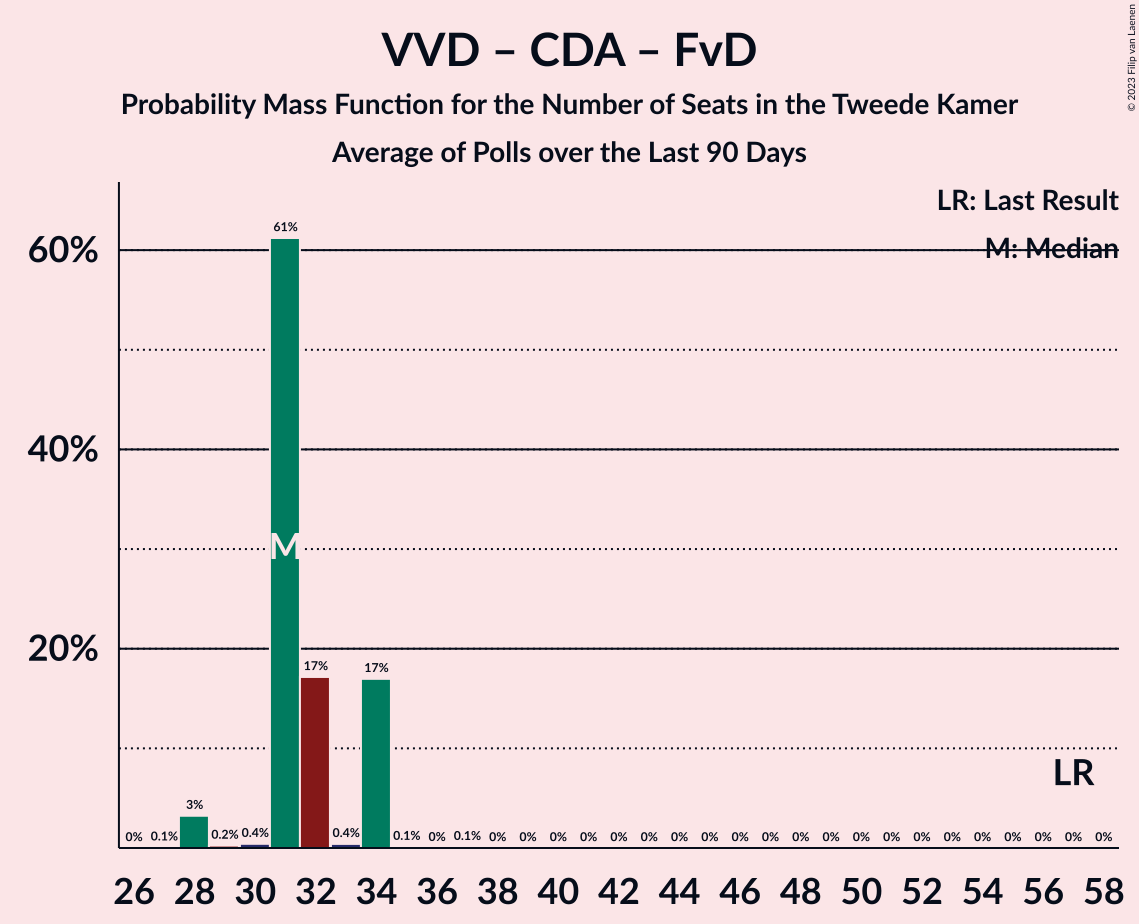 VVD – CDA – FvD
Probability Mass Function for the Number of Seats in the Tweede Kamer
Average of Polls over the Last 90 Days
© 2023 Filip van Laenen
LR: Last Result
M: Median
60%
40%
20%
61%
M
17%
17%
LR
3%
0% 0.1% 0.2% 0.4% 0.4% 0.1% 0% 0.1% 0% 0% 0% 0% 0% 0% 0% 0% 0% 0% 0% 0% 0% 0% 0% 0% 0% 0% 0% 0% 0%
26 28 30 32 34 36 38 40 42 44 46 48 50 52 54 56 58